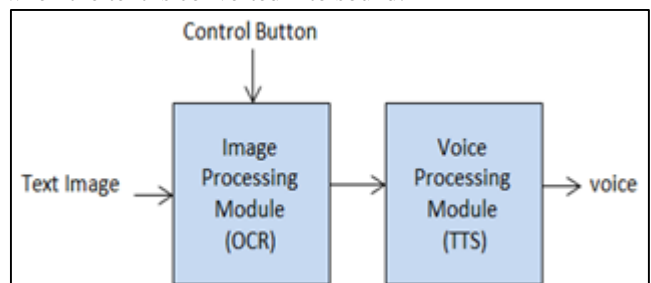 Control Button
Text Image
Image
Processing
Module
(OCR)
Voice
Processing
Module
(TTS)
voice